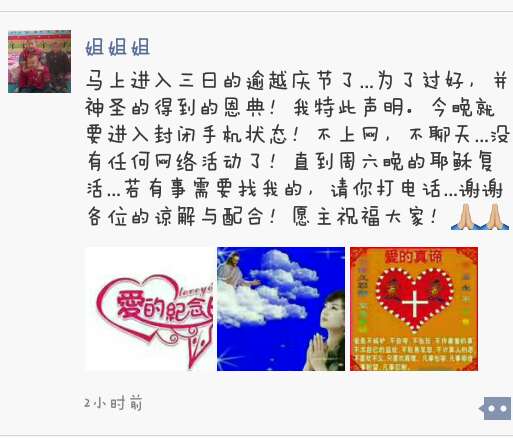 姐姐姐
马上进入三日的逾越庆节了...为了过好，并
神圣的得到的恩典！我特此声明。今晚就
要进入封闭手机状态！不上网，不聊天...没
有任何网络活动了！直到周六晚的耶稣复
活...若有事需要找我的，请你打电话...谢谢
各位的谅解与配合！愿主祝福大家！🙏🙏
愛的紀念
愛的真諦
2小时前